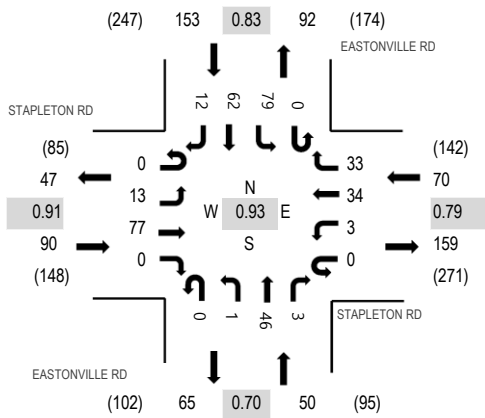 (247) 153 0.83 92 (174)
EASTONVILLE RD
STAPLETON RD
12 62 79 0
(85) 0 33 (142)
47 13 N 34 70
0.91 W 0.93 E 0.79
90 77 S 3 159
(148) 0 0 (271)
0 1 46 3
STAPLETON RD
EASTONVILLE RD
(102) 65 0.70 50 (95)